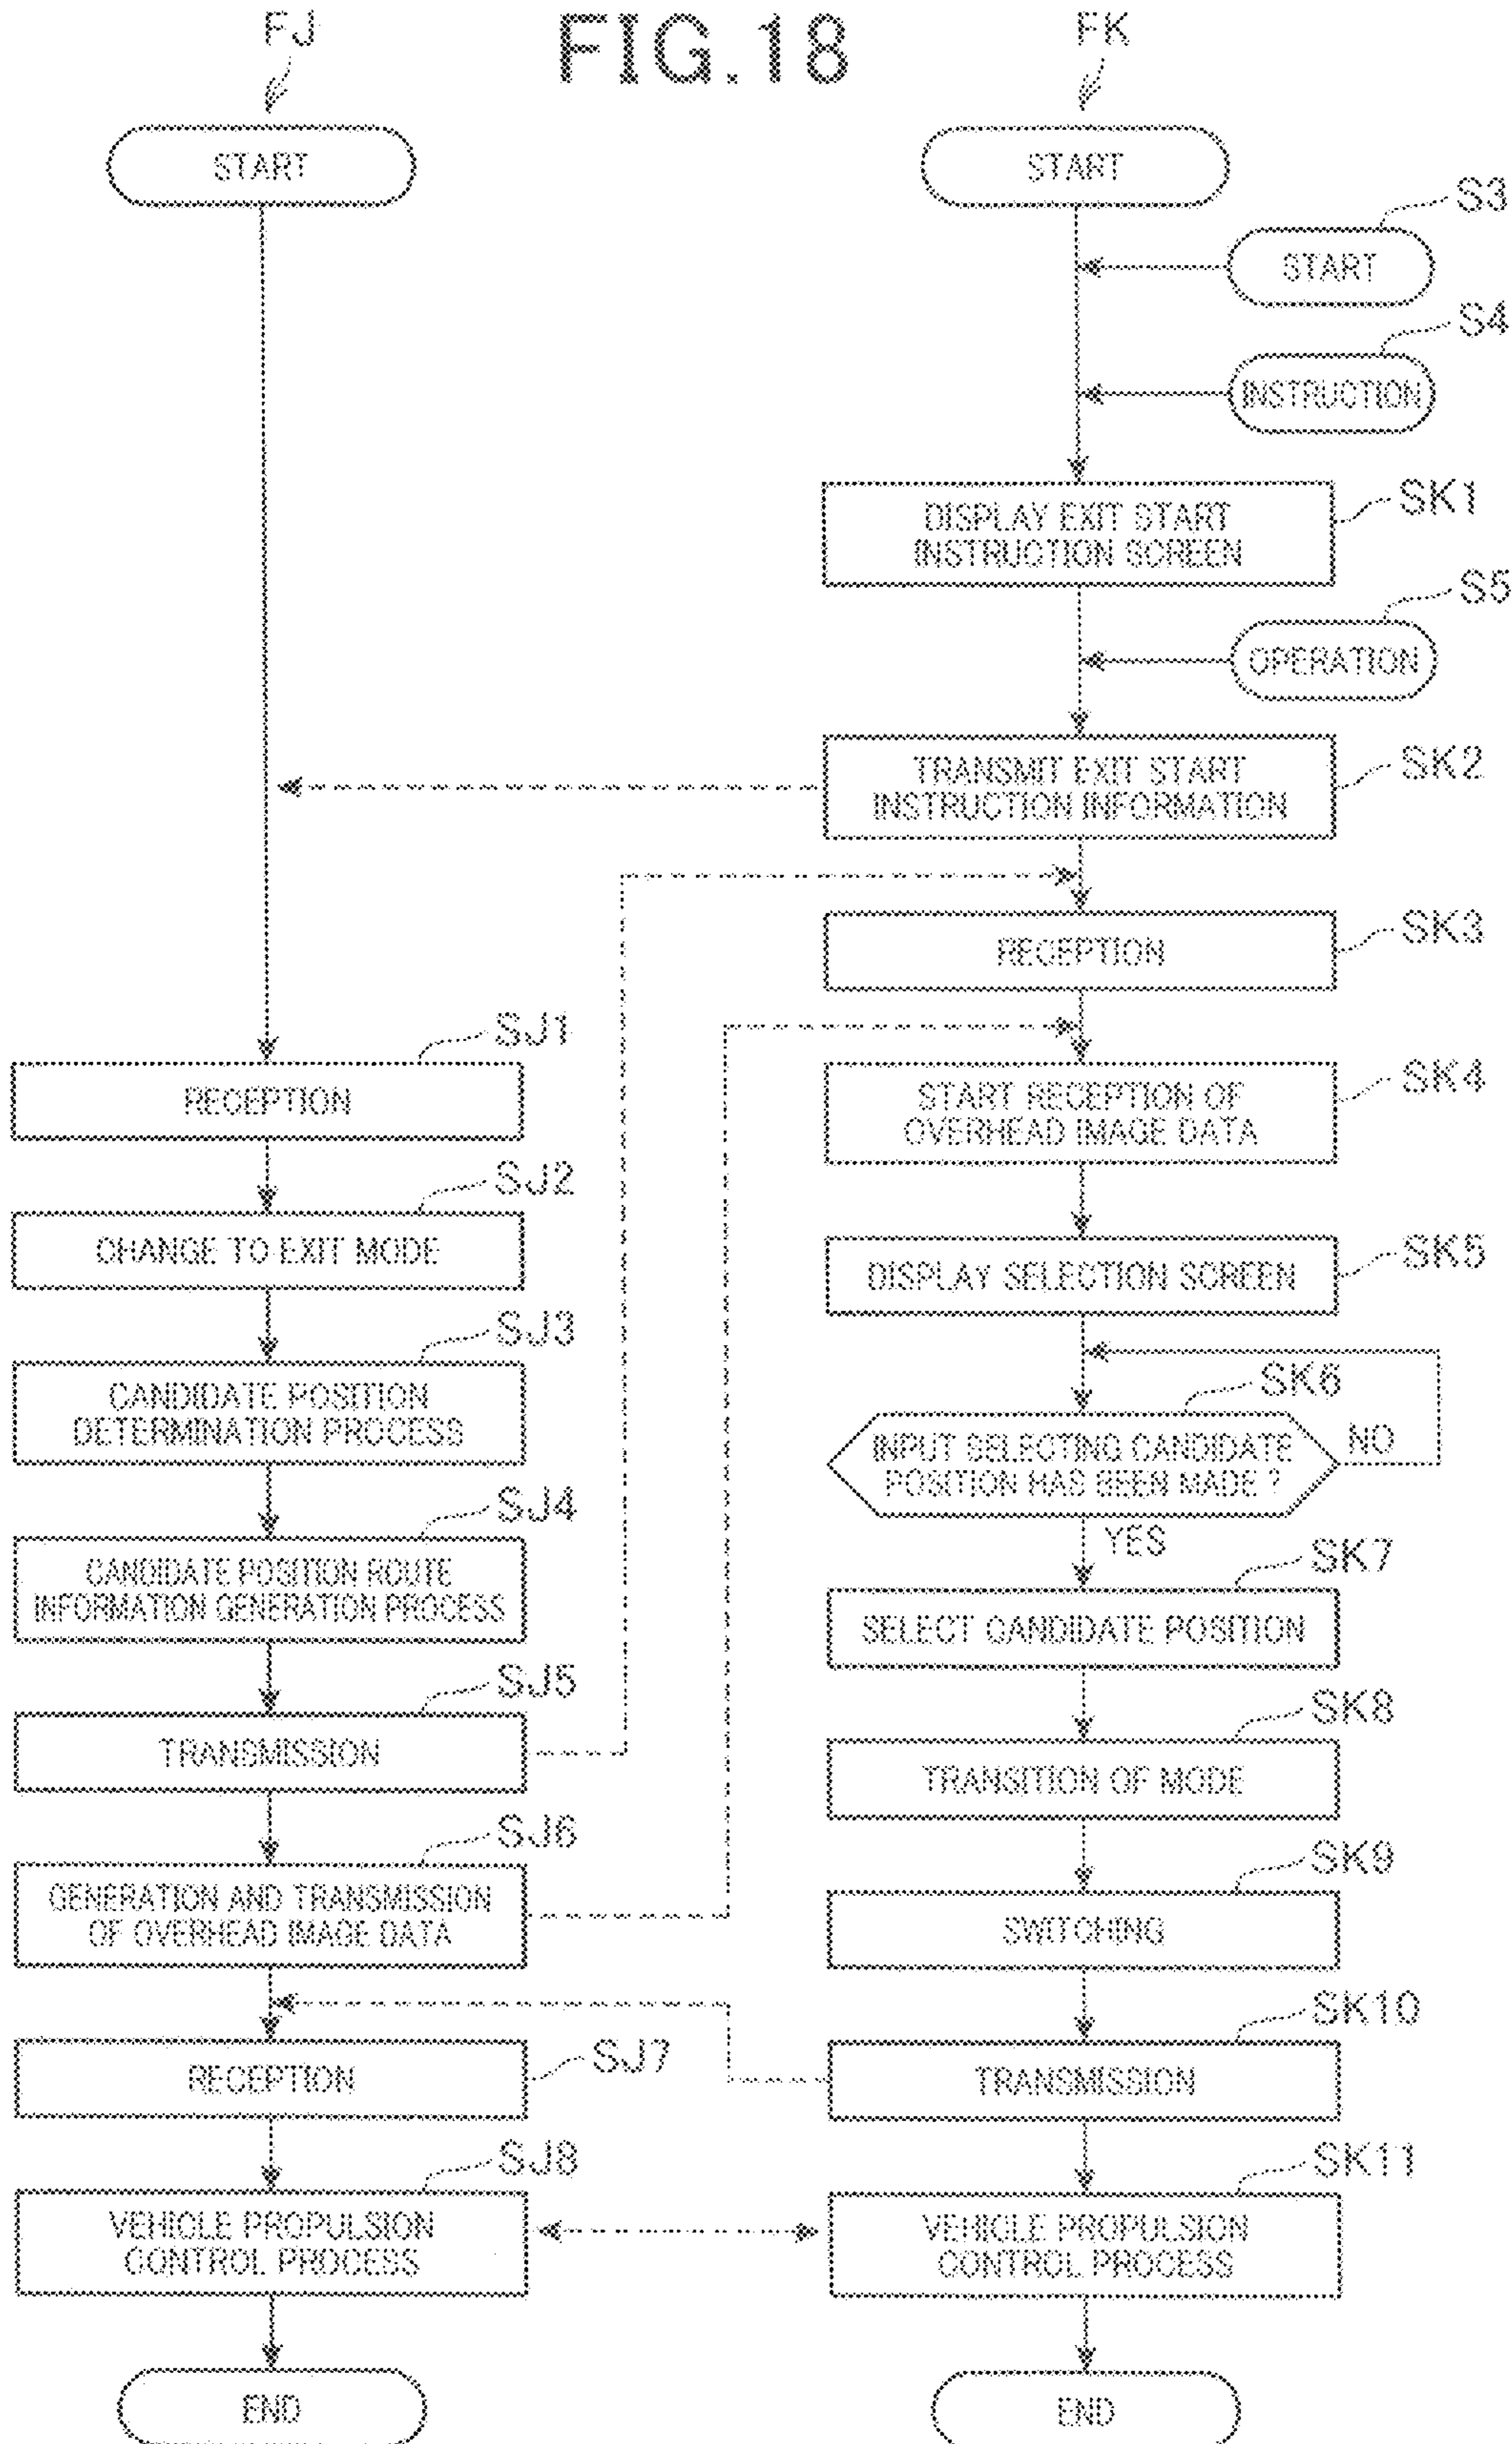 FIG.18
FJ
START
SJ1
RECEPTION
SJ2
CHANGE TO EXIT MODE
SJ3
CANDIDATE POSITION
DETERMINATION PROCESS
SJ4
CANDIDATE POSITION ROUTE
INFORMATION GENERATION PROCESS
SJ5
TRANSMISSION
SJ6
GENERATION AND TRANSMISSION
OF OVERHEAD IMAGE DATA
SJ7
RECEPTION
SJ8
VEHICLE PROPULSION
CONTROL PROCESS
END
FK
START
S3
START
S4
INSTRUCTION
SK1
DISPLAY EXIT START
INSTRUCTION SCREEN
S5
OPERATION
SK2
TRANSMIT EXIT START
INSTRUCTION INFORMATION
SK3
RECEPTION
SK4
START RECEPTION OF
OVERHEAD IMAGE DATA
SK5
DISPLAY SELECTION SCREEN
SK6
INPUT SELECTING CANDIDATE
POSITION HAS BEEN MADE ?
NO
YES
SK7
SELECT CANDIDATE POSITION
SK8
TRANSITION OF MODE
SK9
SWITCHING
SK10
TRANSMISSION
SK11
VEHICLE PROPULSION
CONTROL PROCESS
END